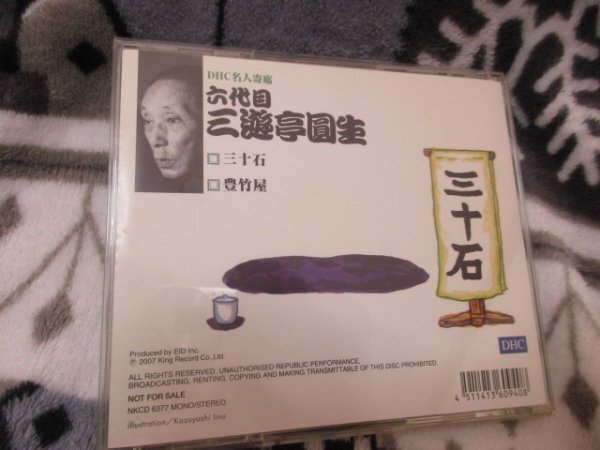 DHC名人寄席
六代目
三遊亭圓生
三十石
豊竹屋
三十石
Produced by EID Inc.
℗ 2007 King Record Co.,Ltd.
ALL RIGHTS RESERVED. UNAUTHORISED REPUBLIC PERFORMANCE,
BROADCASTING, RENTING, COPYING AND MAKING TRANSMITTABLE OF THIS DISC PROHIBITED.
NOT FOR SALE
NKCD 6377 MONO/STEREO
illustration／Kazuyoshi Iino
DHC
4 511413 609408